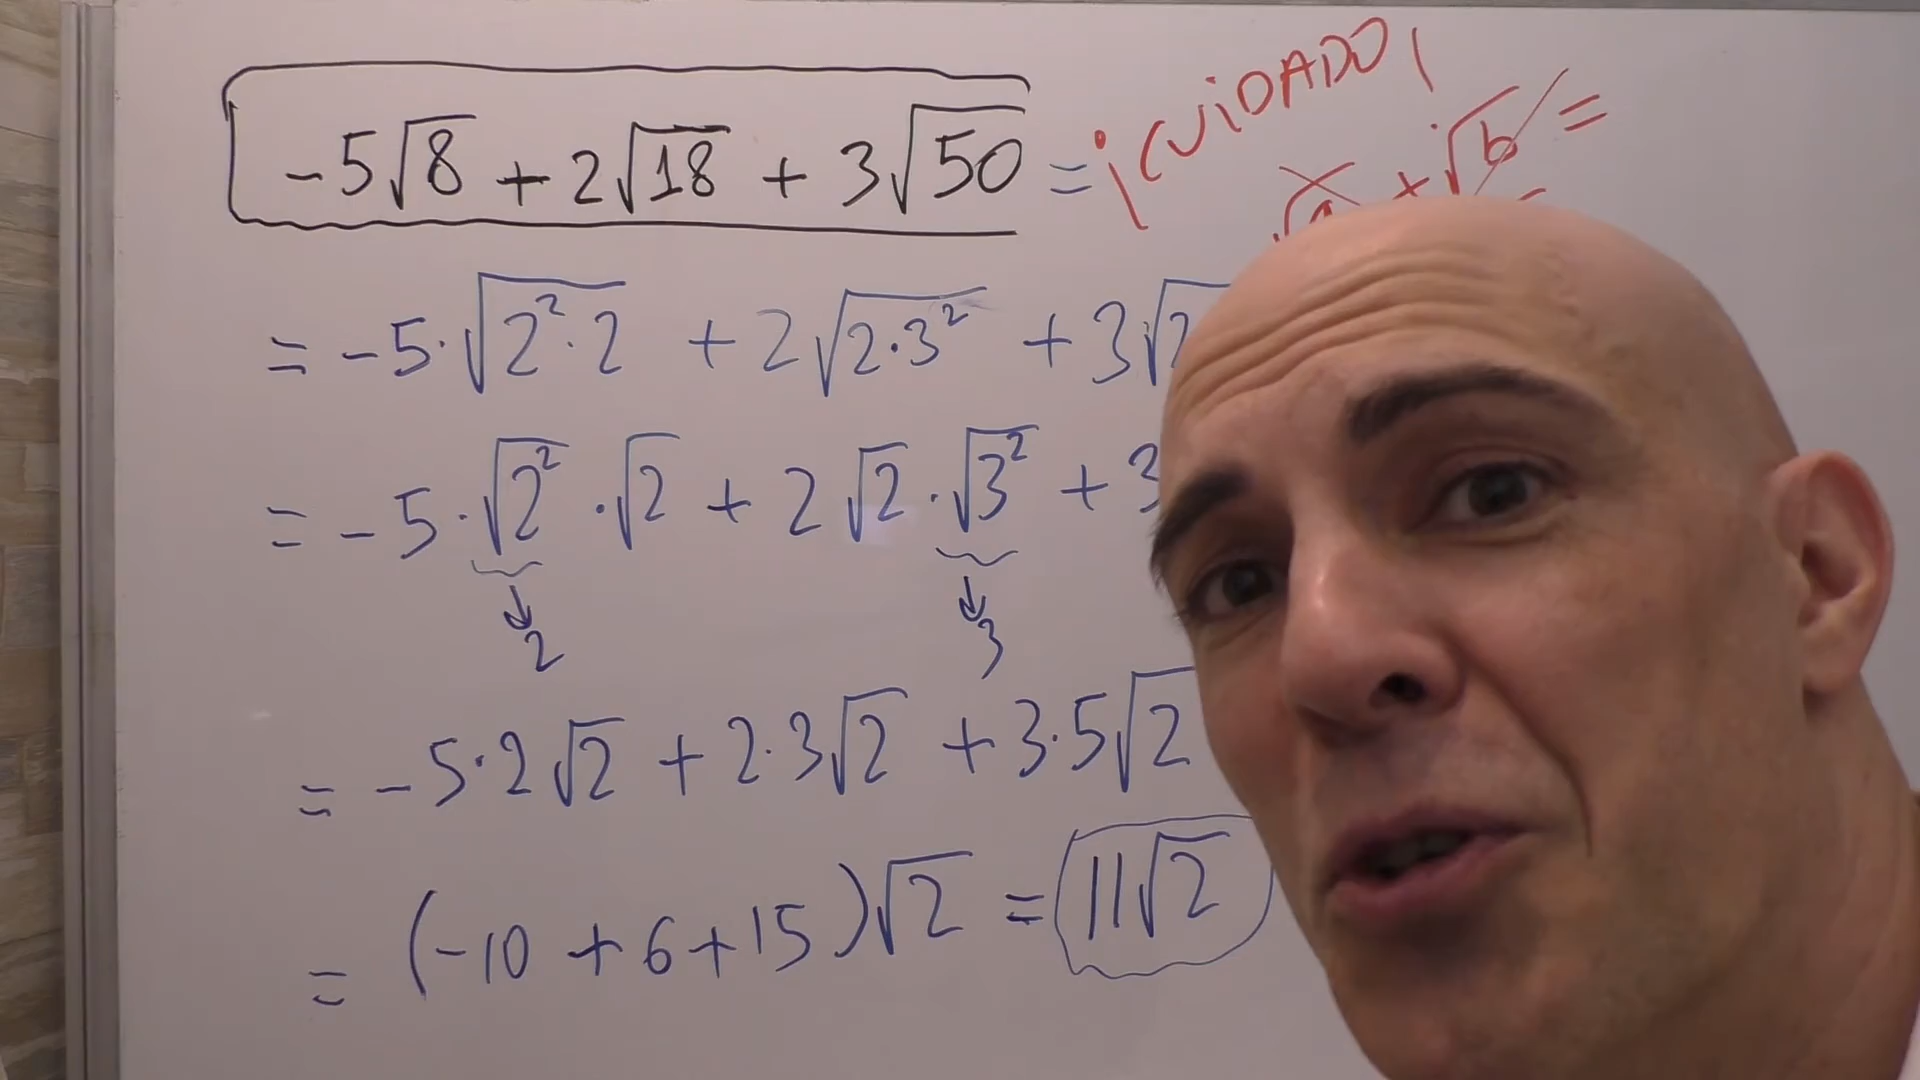 -5√8 + 2√18 + 3√50 = ¡CUIDADO!
√a + √b =
= -5·√2²·2 + 2√2·3² + 3√2
= -5·√2²·√2 + 2√2·√3² + 3
2 3
= -5·2√2 + 2·3√2 + 3·5√2
= (-10 + 6 + 15)√2 = 11√2